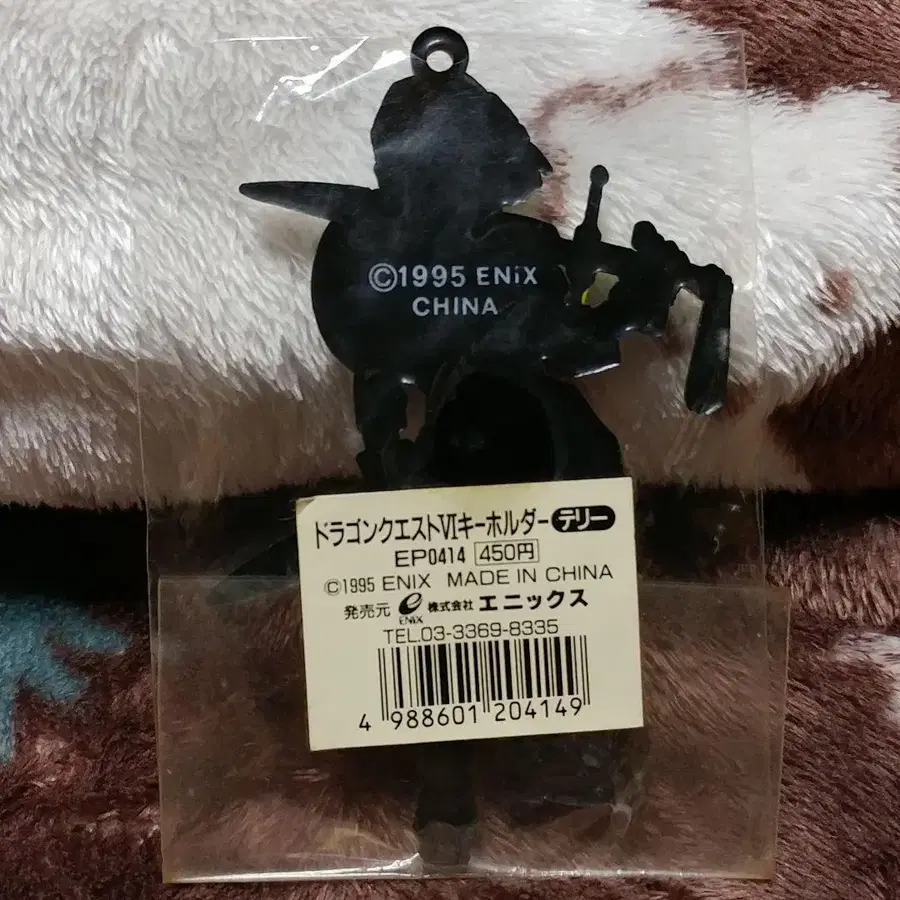 ©1995 ENiX
CHINA
ドラゴンクエストⅥキーホルダー テリー
EP0414 450円
©1995 ENIX MADE IN CHINA
発売元 e ENIX 株式会社 エニックス
TEL.03-3369-8335
4 988601 204149